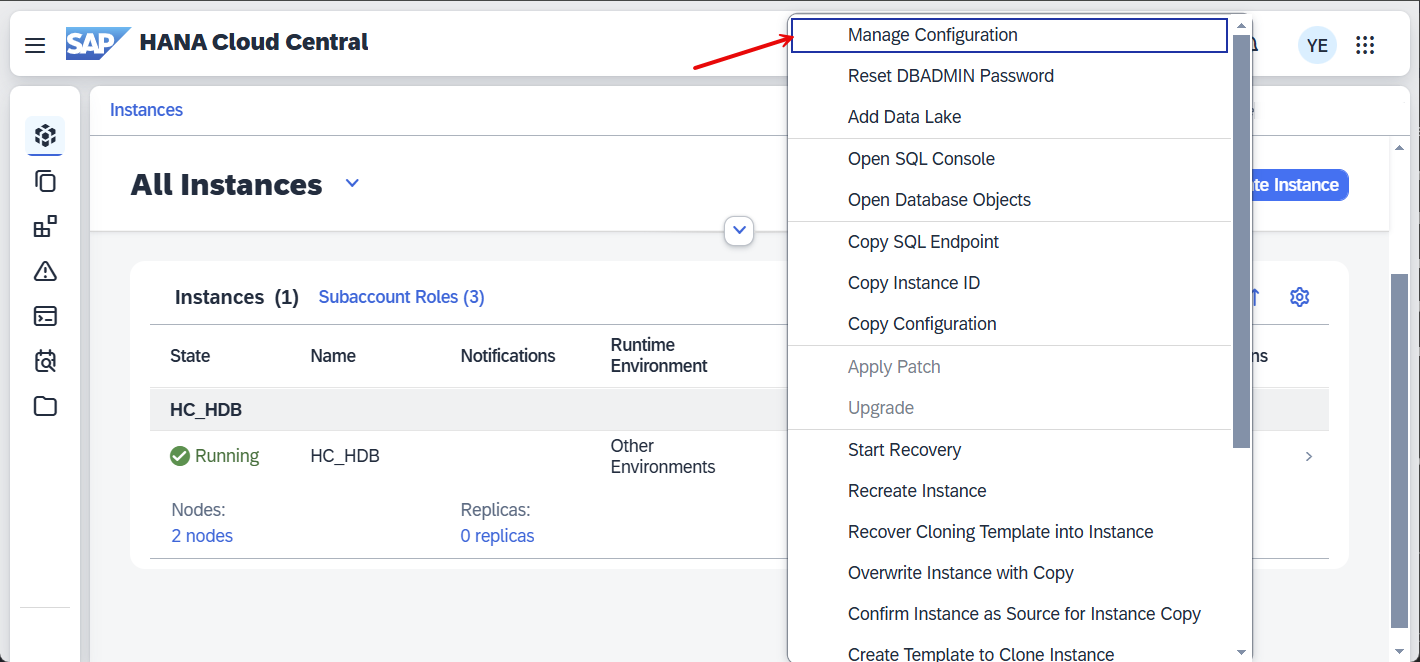 SAP HANA Cloud Central
YE
Instances
All Instances
te Instance
Instances (1) Subaccount Roles (3)
State Name Notifications Runtime
Environment
ns
HC_HDB
Running HC_HDB Other
Environments
Nodes: Replicas:
2 nodes 0 replicas
Manage Configuration
Reset DBADMIN Password
Add Data Lake
Open SQL Console
Open Database Objects
Copy SQL Endpoint
Copy Instance ID
Copy Configuration
Apply Patch
Upgrade
Start Recovery
Recreate Instance
Recover Cloning Template into Instance
Overwrite Instance with Copy
Confirm Instance as Source for Instance Copy
Create Template to Clone Instance